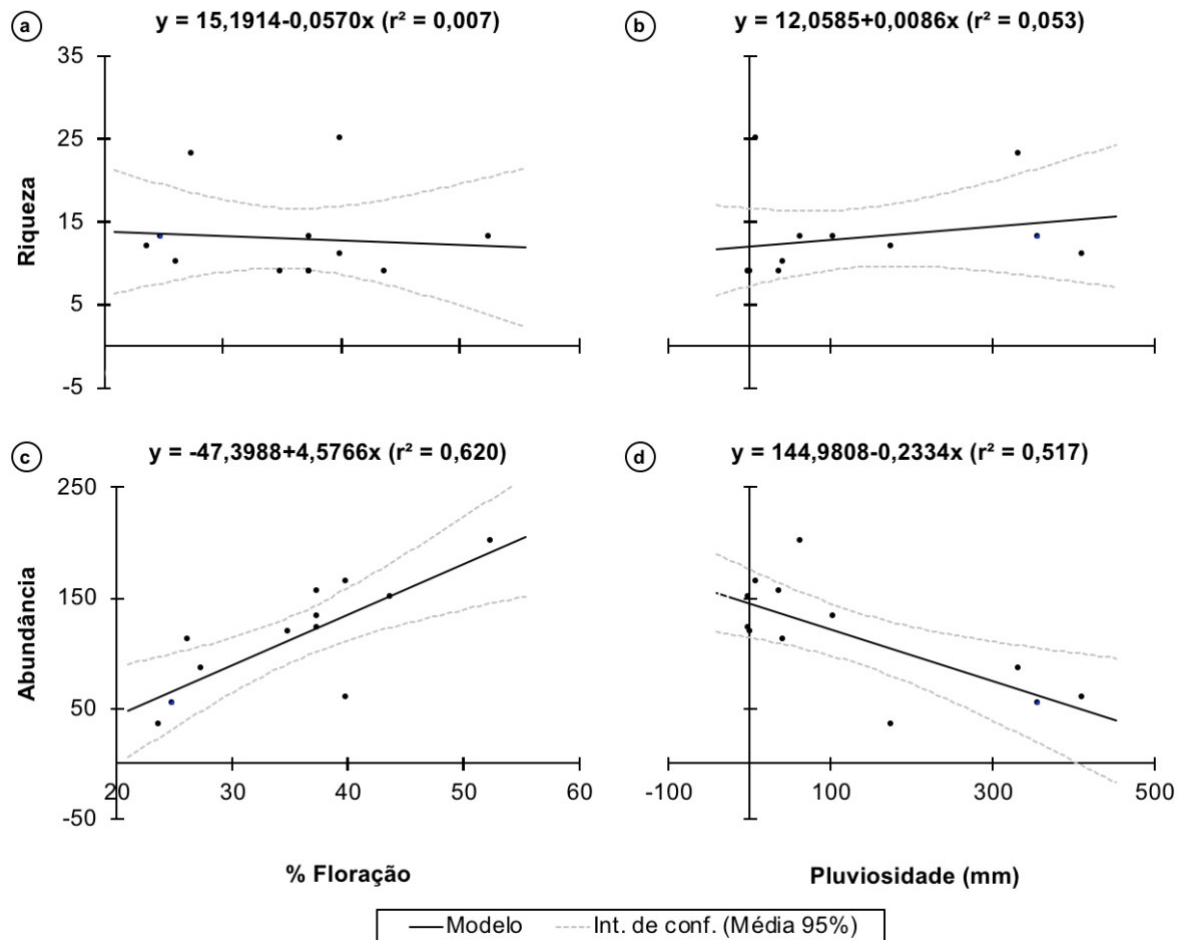 a y = 15,1914-0,0570x (r² = 0,007)
b y = 12,0585+0,0086x (r² = 0,053)
35
25
15
5
-5
Riqueza
c y = -47,3988+4,5766x (r² = 0,620)
d y = 144,9808-0,2334x (r² = 0,517)
250
150
50
-50
Abundância
20 30 40 50 60
-100 100 300 500
% Floração
Pluviosidade (mm)
Modelo Int. de conf. (Média 95%)